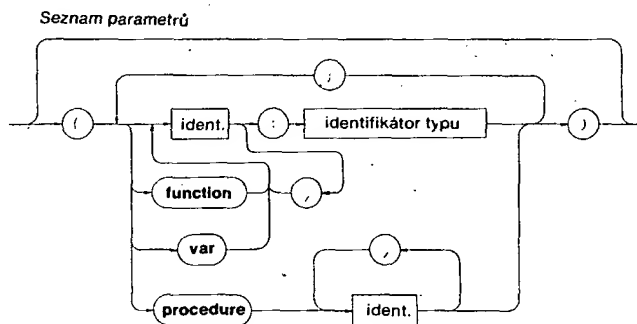 Seznam parametrů
;
( ident. : identifikátor typu )
function ,
var
,
procedure ident.